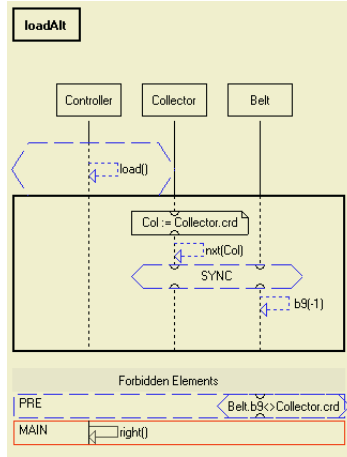 loadAlt
Controller Collector Belt
load()
Col := Collector.crd
nxt(Col)
SYNC
b9(-1)
Forbidden Elements
PRE Belt.b9<>Collector.crd
MAIN right()